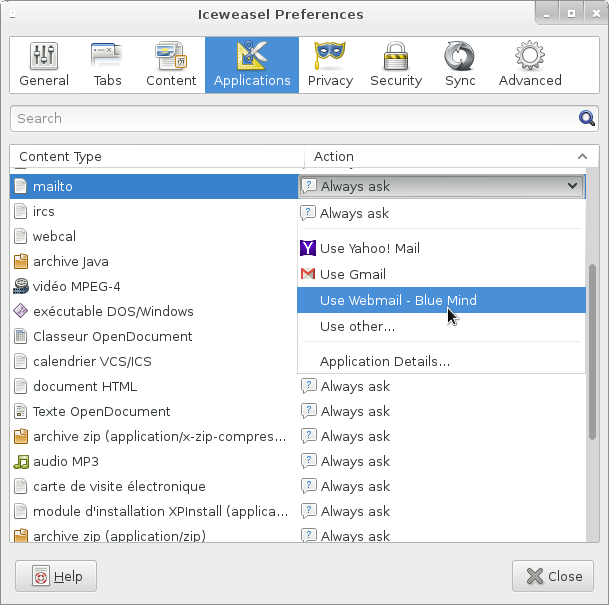 Iceweasel Preferences
General Tabs Content Applications Privacy Security Sync Advanced
Search
Content Type Action
mailto Always ask
ircs Always ask
webcal
Use Yahoo! Mail
archive Java
Use Gmail
vidéo MPEG-4
Use Webmail - Blue Mind
exécutable DOS/Windows
Use other...
Classeur OpenDocument
calendrier VCS/ICS Application Details...
document HTML Always ask
Texte OpenDocument Always ask
archive zip (application/x-zip-compres... Always ask
audio MP3 Always ask
carte de visite électronique Always ask
module d'installation XPInstall (applica... Always ask
archive zip (application/zip) Always ask
Help Close